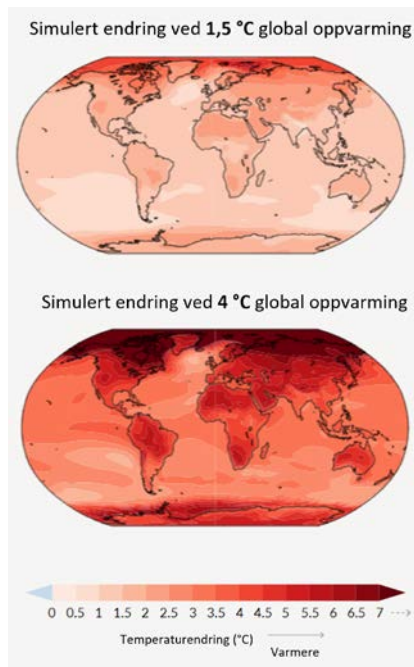 Simulert endring ved 1,5 °C global oppvarming
Simulert endring ved 4 °C global oppvarming
0 0.5 1 1.5 2 2.5 3 3.5 4 4.5 5 5.5 6 6.5 7
Temperaturendring (°C)
Varmere